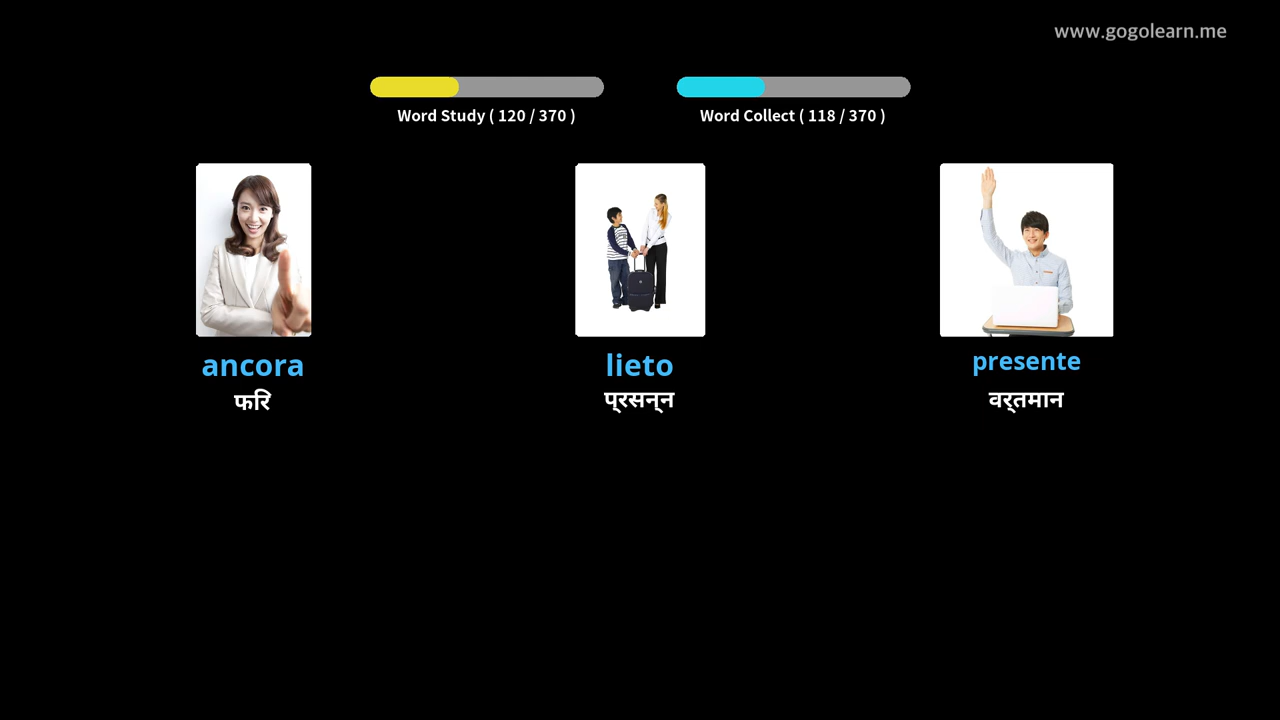 www.gogolearn.me
Word Study ( 120 / 370 )
Word Collect ( 118 / 370 )
ancora
फरि
lieto
प्रसन्न
presente
वर्तमान